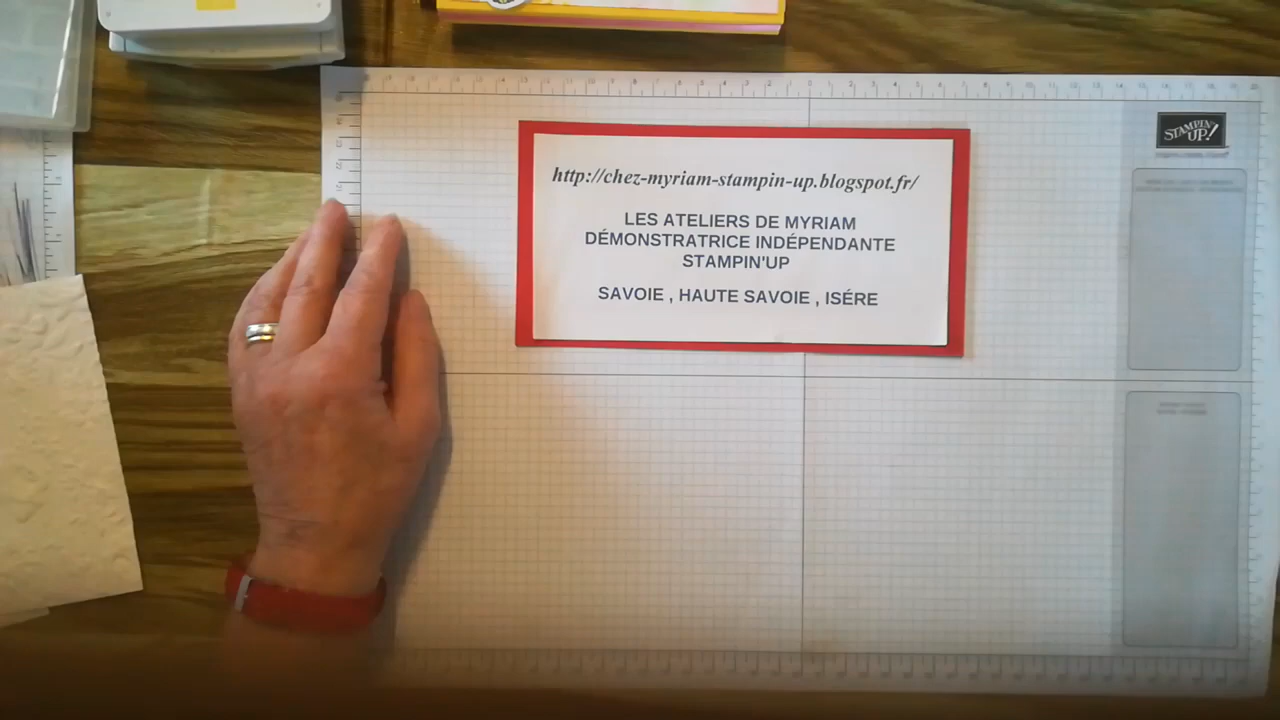 STAMPIN' UP!
http://chez-myriam-stampin-up.blogspot.fr/
LES ATELIERS DE MYRIAM
DÉMONSTRATRICE INDÉPENDANTE
STAMPIN'UP
SAVOIE , HAUTE SAVOIE , ISÉRE